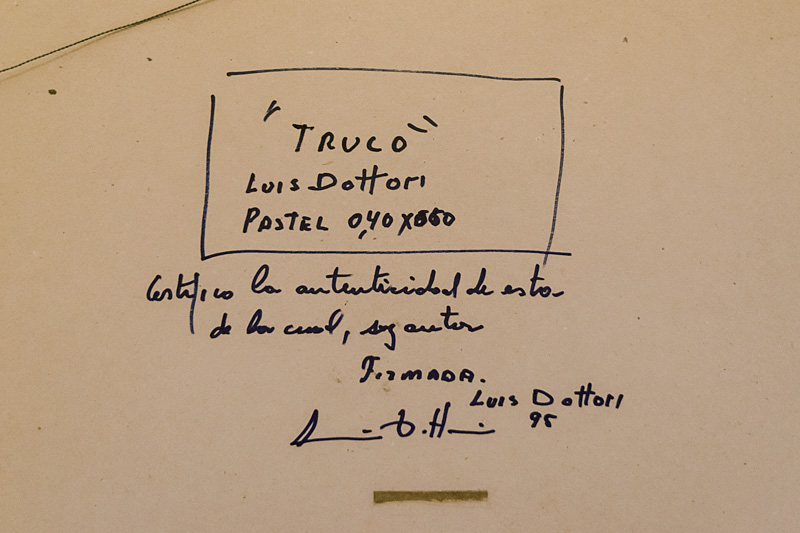 "TRUCO"
LUIS DOTTORI
PASTEL 0,40 X 050
Certifico la autenticidad de esta
de la cual, soy autor
FIRMADA.
LUIS DOTTORI
95